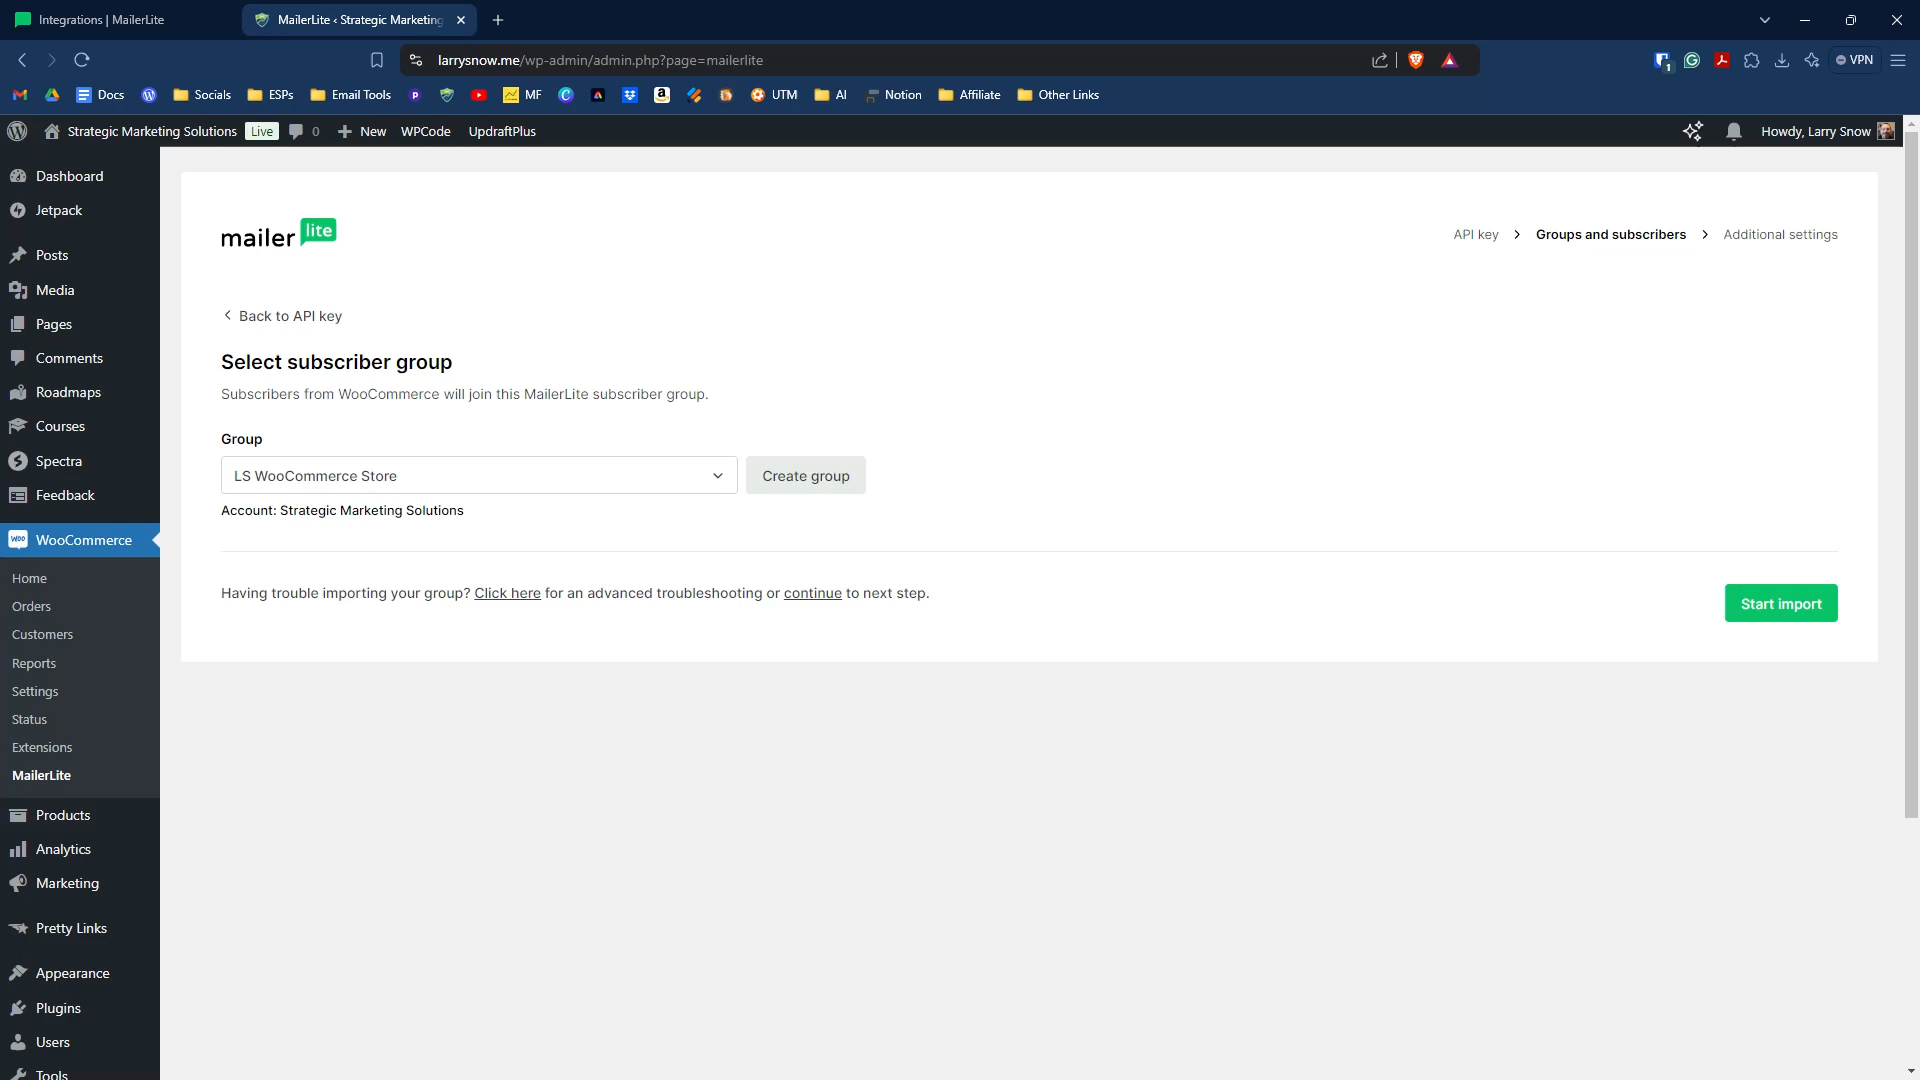 Integrations | MailerLite
MailerLite ‹ Strategic Marketing
larrysnow.me/wp-admin/admin.php?page=mailerlite
1
VPN
Docs
Socials
ESPs
Email Tools
MF
UTM
AI
Notion
Affiliate
Other Links
Strategic Marketing Solutions
Live
0
New
WPCode
UpdraftPlus
Howdy, Larry Snow
Dashboard
Jetpack
Posts
Media
Pages
Comments
Roadmaps
Courses
Spectra
Feedback
WooCommerce
Home
Orders
Customers
Reports
Settings
Status
Extensions
MailerLite
Products
Analytics
Marketing
Pretty Links
Appearance
Plugins
Users
Tools
mailer lite
API key
Groups and subscribers
Additional settings
Back to API key
Select subscriber group
Subscribers from WooCommerce will join this MailerLite subscriber group.
Group
LS WooCommerce Store
Create group
Account: Strategic Marketing Solutions
Having trouble importing your group? Click here for an advanced troubleshooting or continue to next step.
Start import